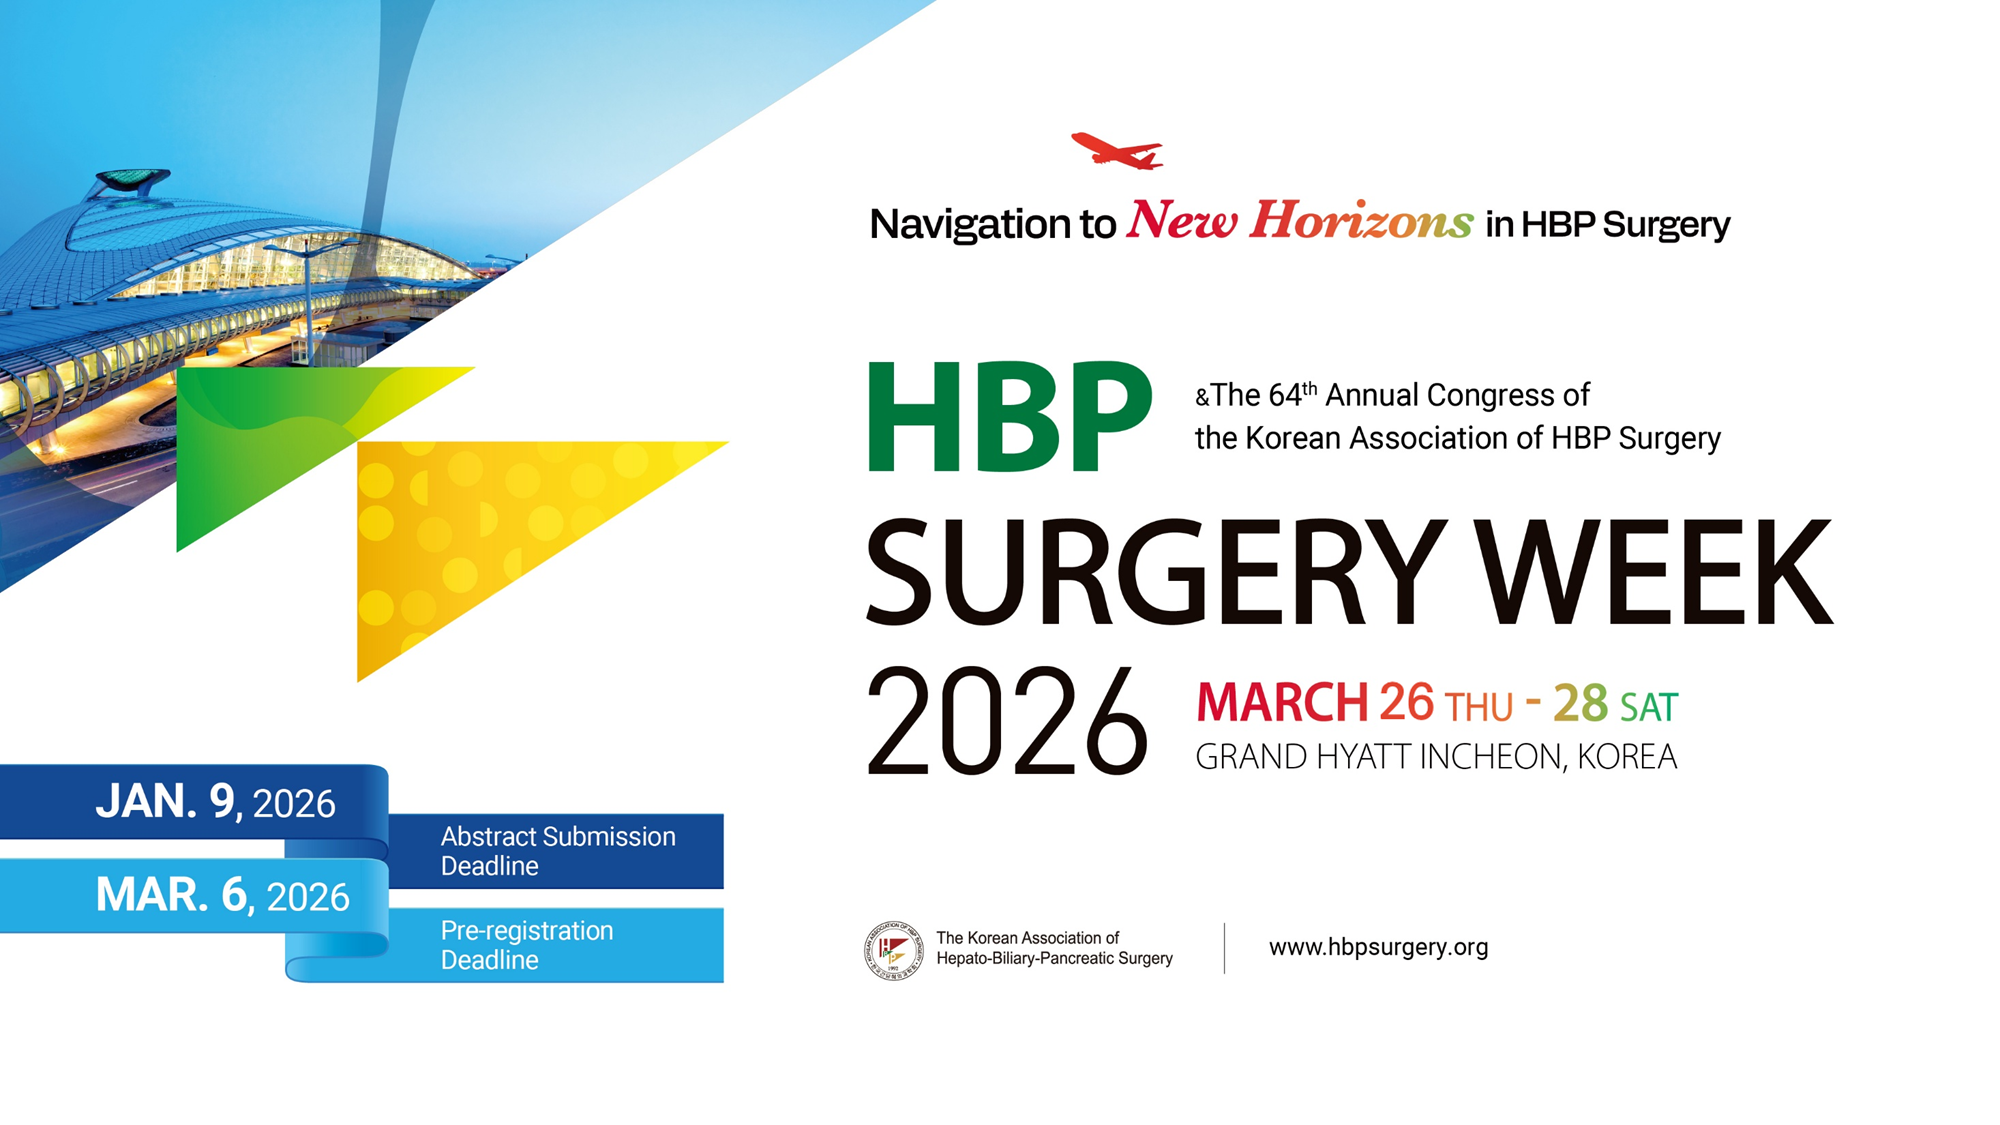 Navigation to New Horizons in HBP Surgery
HBP
&The 64th Annual Congress of
the Korean Association of HBP Surgery
SURGERY WEEK
2026
MARCH 26 THU - 28 SAT
GRAND HYATT INCHEON, KOREA
JAN. 9, 2026
Abstract Submission
Deadline
MAR. 6, 2026
Pre-registration
Deadline
The Korean Association of
Hepato-Biliary-Pancreatic Surgery
www.hbpsurgery.org